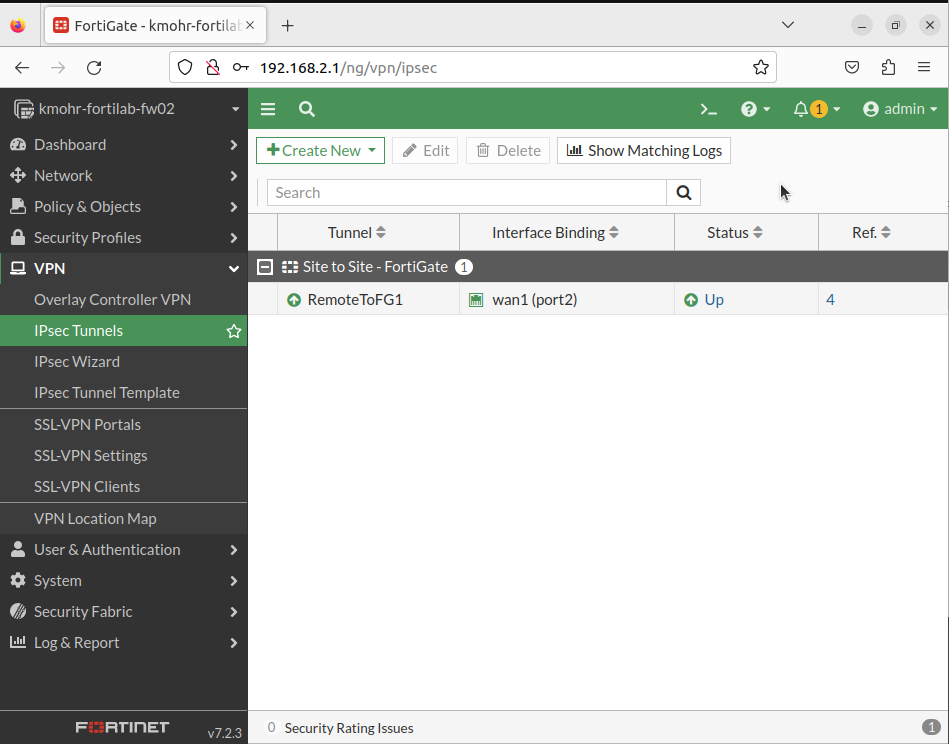 FortiGate - kmohr-fortilab
192.168.2.1/ng/vpn/ipsec
kmohr-fortilab-fw02
1
admin
Dashboard
Network
Policy & Objects
Security Profiles
VPN
Overlay Controller VPN
IPsec Tunnels
IPsec Wizard
IPsec Tunnel Template
SSL-VPN Portals
SSL-VPN Settings
SSL-VPN Clients
VPN Location Map
User & Authentication
System
Security Fabric
Log & Report
FORTINET v7.2.3
Create New Edit Delete Show Matching Logs
Search
Tunnel Interface Binding Status Ref.
Site to Site - FortiGate 1
RemoteToFG1 wan1 (port2) Up 4
0 Security Rating Issues 1